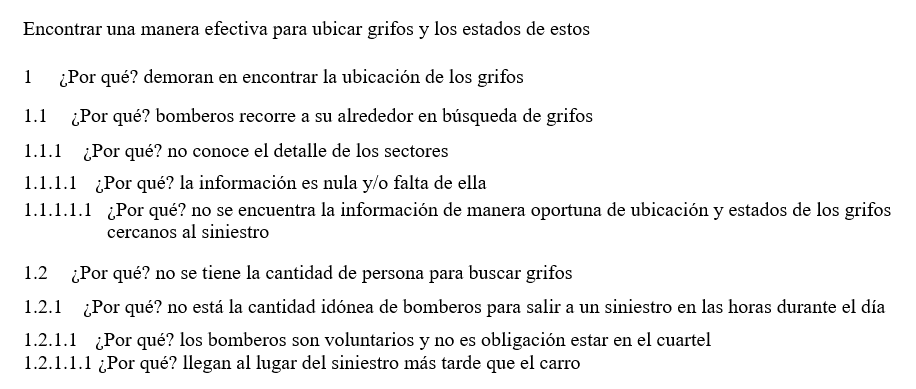 Encontrar una manera efectiva para ubicar grifos y los estados de estos
1 ¿Por qué? demoran en encontrar la ubicación de los grifos
1.1 ¿Por qué? bomberos recorre a su alrededor en búsqueda de grifos
1.1.1 ¿Por qué? no conoce el detalle de los sectores
1.1.1.1 ¿Por qué? la información es nula y/o falta de ella
1.1.1.1.1 ¿Por qué? no se encuentra la información de manera oportuna de ubicación y estados de los grifos
cercanos al siniestro
1.2 ¿Por qué? no se tiene la cantidad de persona para buscar grifos
1.2.1 ¿Por qué? no está la cantidad idónea de bomberos para salir a un siniestro en las horas durante el día
1.2.1.1 ¿Por qué? los bomberos son voluntarios y no es obligación estar en el cuartel
1.2.1.1.1 ¿Por qué? llegan al lugar del siniestro más tarde que el carro